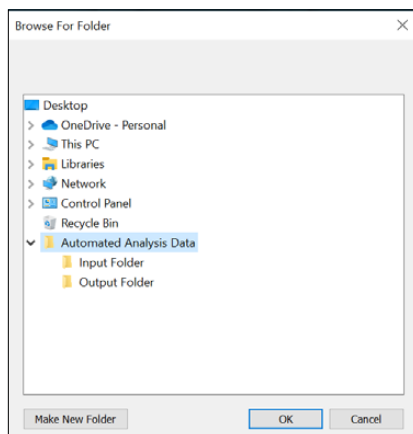 Browse For Folder
Desktop
OneDrive - Personal
This PC
Libraries
Network
Control Panel
Recycle Bin
Automated Analysis Data
Input Folder
Output Folder
Make New Folder
OK
Cancel